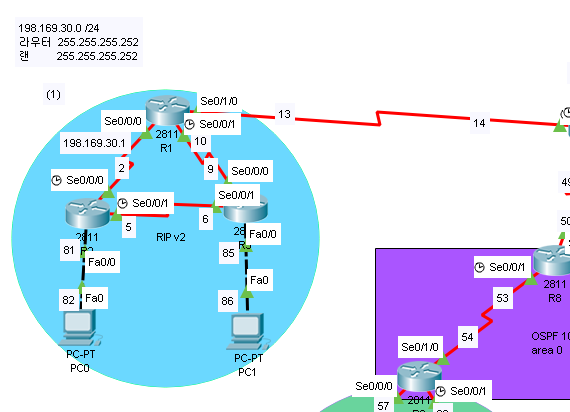 198.169.30.0 /24
라우터 255.255.255.252
랜 255.255.255.252
(1)
Se0/1/0
13
14
Se0/0/0
Se0/0/1
2811
R1
198.169.30.1
10
2
9
Se0/0/0
Se0/0/0
Se0/0/1
Se0/0/1
5
6
2811
RIP v2
Fa0/0
81
85
Fa0/0
82
Fa0
Fa0
86
PC-PT
PC0
PC-PT
PC1
49
50
Se0/0/1
2811
R8
53
OSPF 10
area 0
54
Se0/1/0
Se0/0/0
Se0/0/1
57
2811